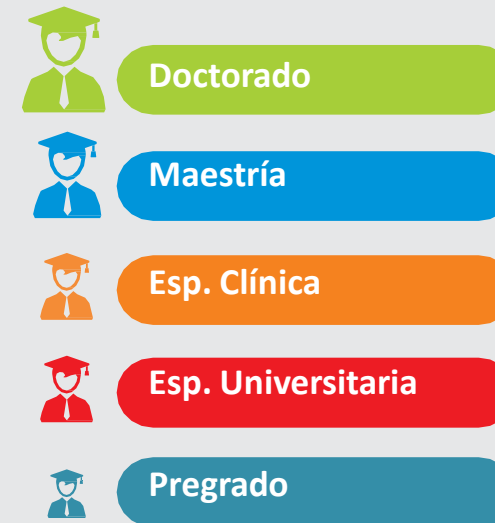 Doctorado
Maestría
Esp. Clínica
Esp. Universitaria
Pregrado